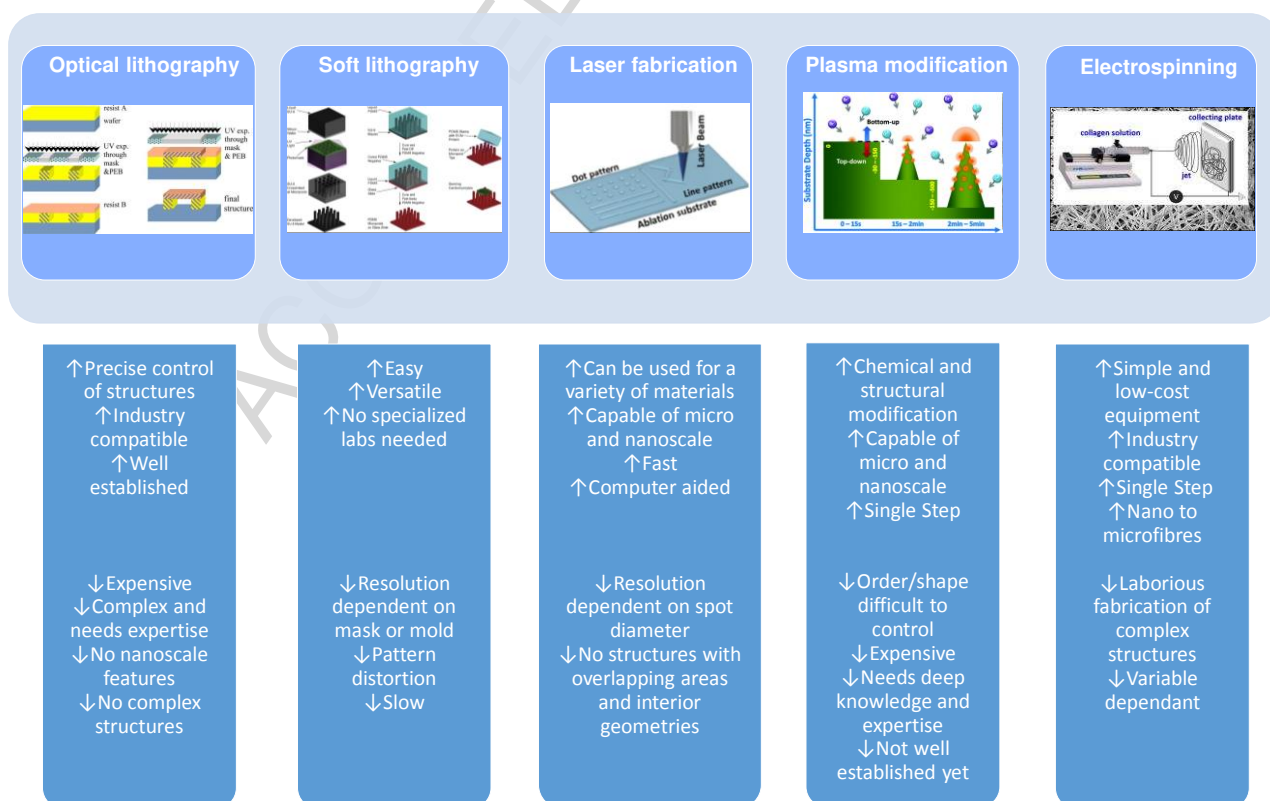 Optical lithography
resist A
wafer
UV exp.
through
mask
&PEB
resist B
UV exp.
through
mask
& PEB
final
structure
Soft lithography
Laser fabrication
Laser Beam
Dot pattern
Line pattern
Ablation substrate
Plasma modification
Substrate Depth (nm)
Bottom-up
Top-down
0
0 – 15s
15s – 2min
2min – 5min
Electrospinning
collecting plate
collagen solution
jet
V
↑Precise control
of structures
↑Industry
compatible
↑Well
established
↓Expensive
↓Complex and
needs expertise
↓No nanoscale
features
↓No complex
structures
↑Easy
↑Versatile
↑No specialized
labs needed
↓Resolution
dependent on
mask or mold
↓Pattern
distortion
↓Slow
↑Can be used for a
variety of materials
↑Capable of micro
and nanoscale
↑Fast
↑Computer aided
↓Resolution
dependent on spot
diameter
↓No structures with
overlapping areas
and interior
geometries
↑Chemical and
structural
modification
↑Capable of
micro and
nanoscale
↑Single Step
↓Order/shape
difficult to
control
↓Expensive
↓Needs deep
knowledge and
expertise
↓Not well
established yet
↑Simple and
low-cost
equipment
↑Industry
compatible
↑Single Step
↑Nano to
microfibres
↓Laborious
fabrication of
complex
structures
↓Variable
dependant